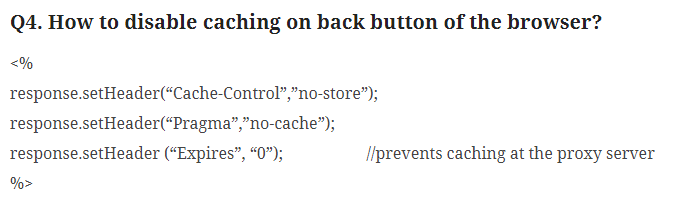 Q4. How to disable caching on back button of the browser?
<%
response.setHeader(“Cache-Control”,”no-store”);
response.setHeader(“Pragma”,”no-cache”);
response.setHeader (“Expires”, “0”); //prevents caching at the proxy server
%>